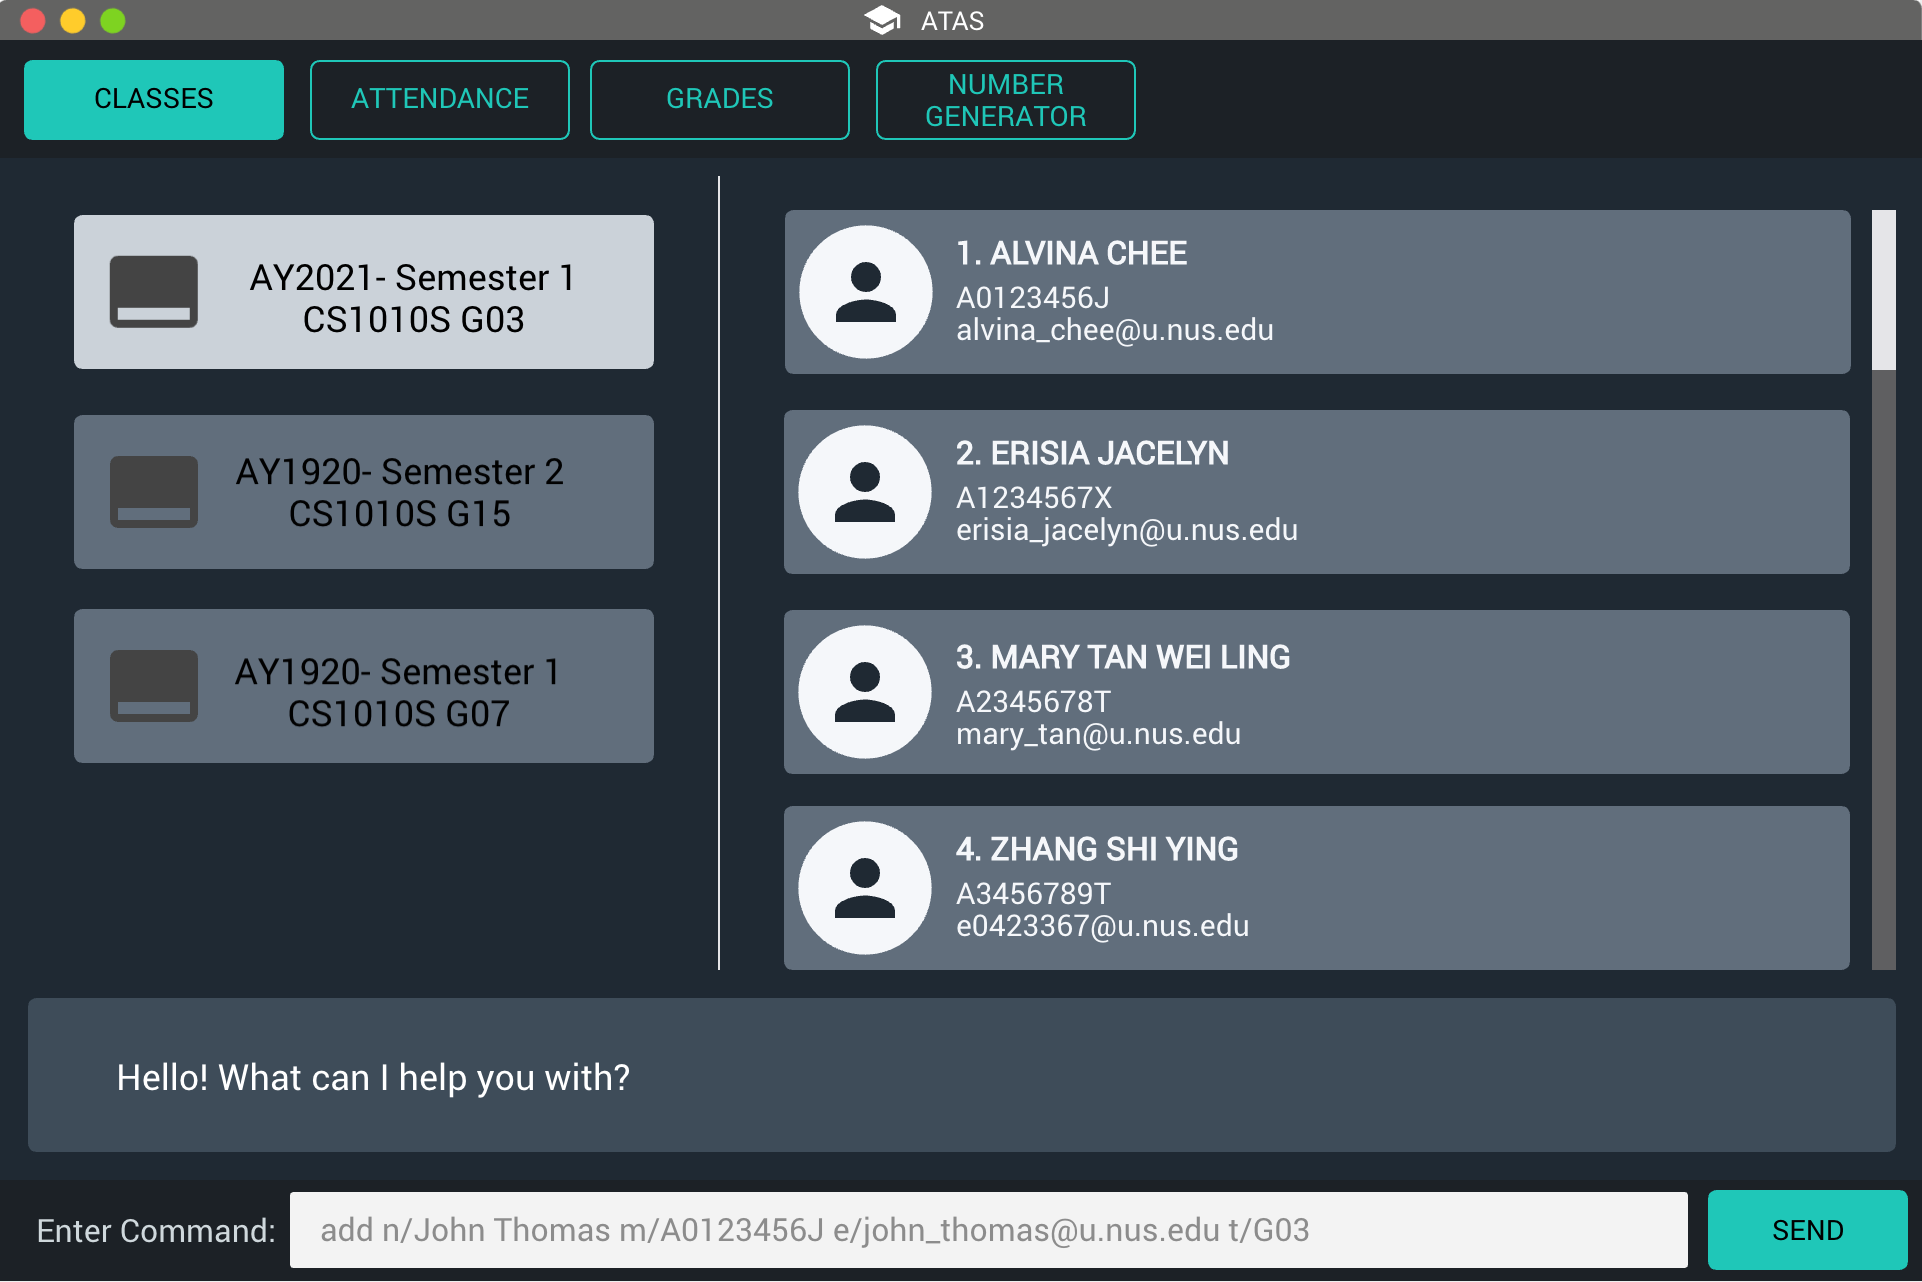 ATAS
CLASSES
ATTENDANCE
GRADES
NUMBER
GENERATOR
AY2021- Semester 1
CS1010S G03
AY1920- Semester 2
CS1010S G15
AY1920- Semester 1
CS1010S G07
1. ALVINA CHEE
A0123456J
alvina_chee@u.nus.edu
2. ERISIA JACELYN
A1234567X
erisia_jacelyn@u.nus.edu
3. MARY TAN WEI LING
A2345678T
mary_tan@u.nus.edu
4. ZHANG SHI YING
A3456789T
e0423367@u.nus.edu
Hello! What can I help you with?
Enter Command:
add n/John Thomas m/A0123456J e/john_thomas@u.nus.edu t/G03
SEND